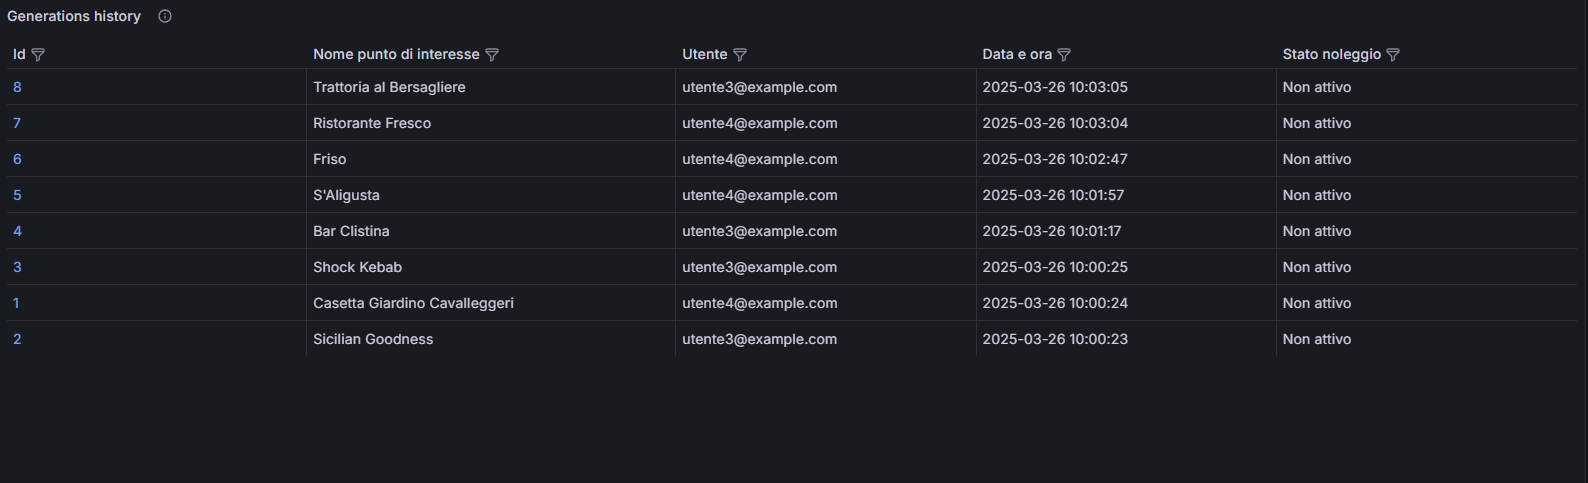 Generations history
Id Nome punto di interesse Utente Data e ora Stato noleggio
8 Trattoria al Bersagliere utente3@example.com 2025-03-26 10:03:05 Non attivo
7 Ristorante Fresco utente4@example.com 2025-03-26 10:03:04 Non attivo
6 Friso utente4@example.com 2025-03-26 10:02:47 Non attivo
5 S'Aligusta utente4@example.com 2025-03-26 10:01:57 Non attivo
4 Bar Clistina utente3@example.com 2025-03-26 10:01:17 Non attivo
3 Shock Kebab utente3@example.com 2025-03-26 10:00:25 Non attivo
1 Casetta Giardino Cavalleggeri utente4@example.com 2025-03-26 10:00:24 Non attivo
2 Sicilian Goodness utente3@example.com 2025-03-26 10:00:23 Non attivo